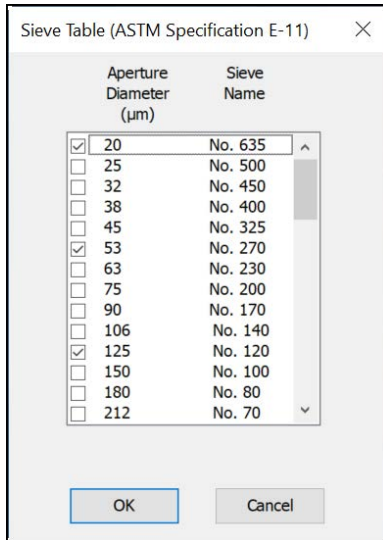 Sieve Table (ASTM Specification E-11)
Aperture Diameter (µm) Sieve Name
20 No. 635
25 No. 500
32 No. 450
38 No. 400
45 No. 325
53 No. 270
63 No. 230
75 No. 200
90 No. 170
106 No. 140
125 No. 120
150 No. 100
180 No. 80
212 No. 70
OK Cancel